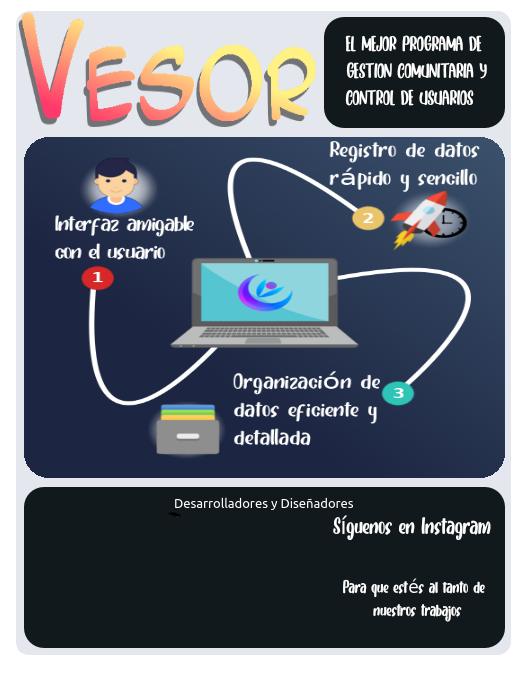 VESOR
EL MEJOR PROGRAMA DE
GESTION COMUNITARIA Y
CONTROL DE USUARIOS
Registro de datos
rápido y sencillo
2
Interfaz amigable
con el usuario
1
Organización de
datos eficiente y
detallada
3
Desarrolladores y Diseñadores
Síguenos en Instagram
Para que estés al tanto de
nuestros trabajos